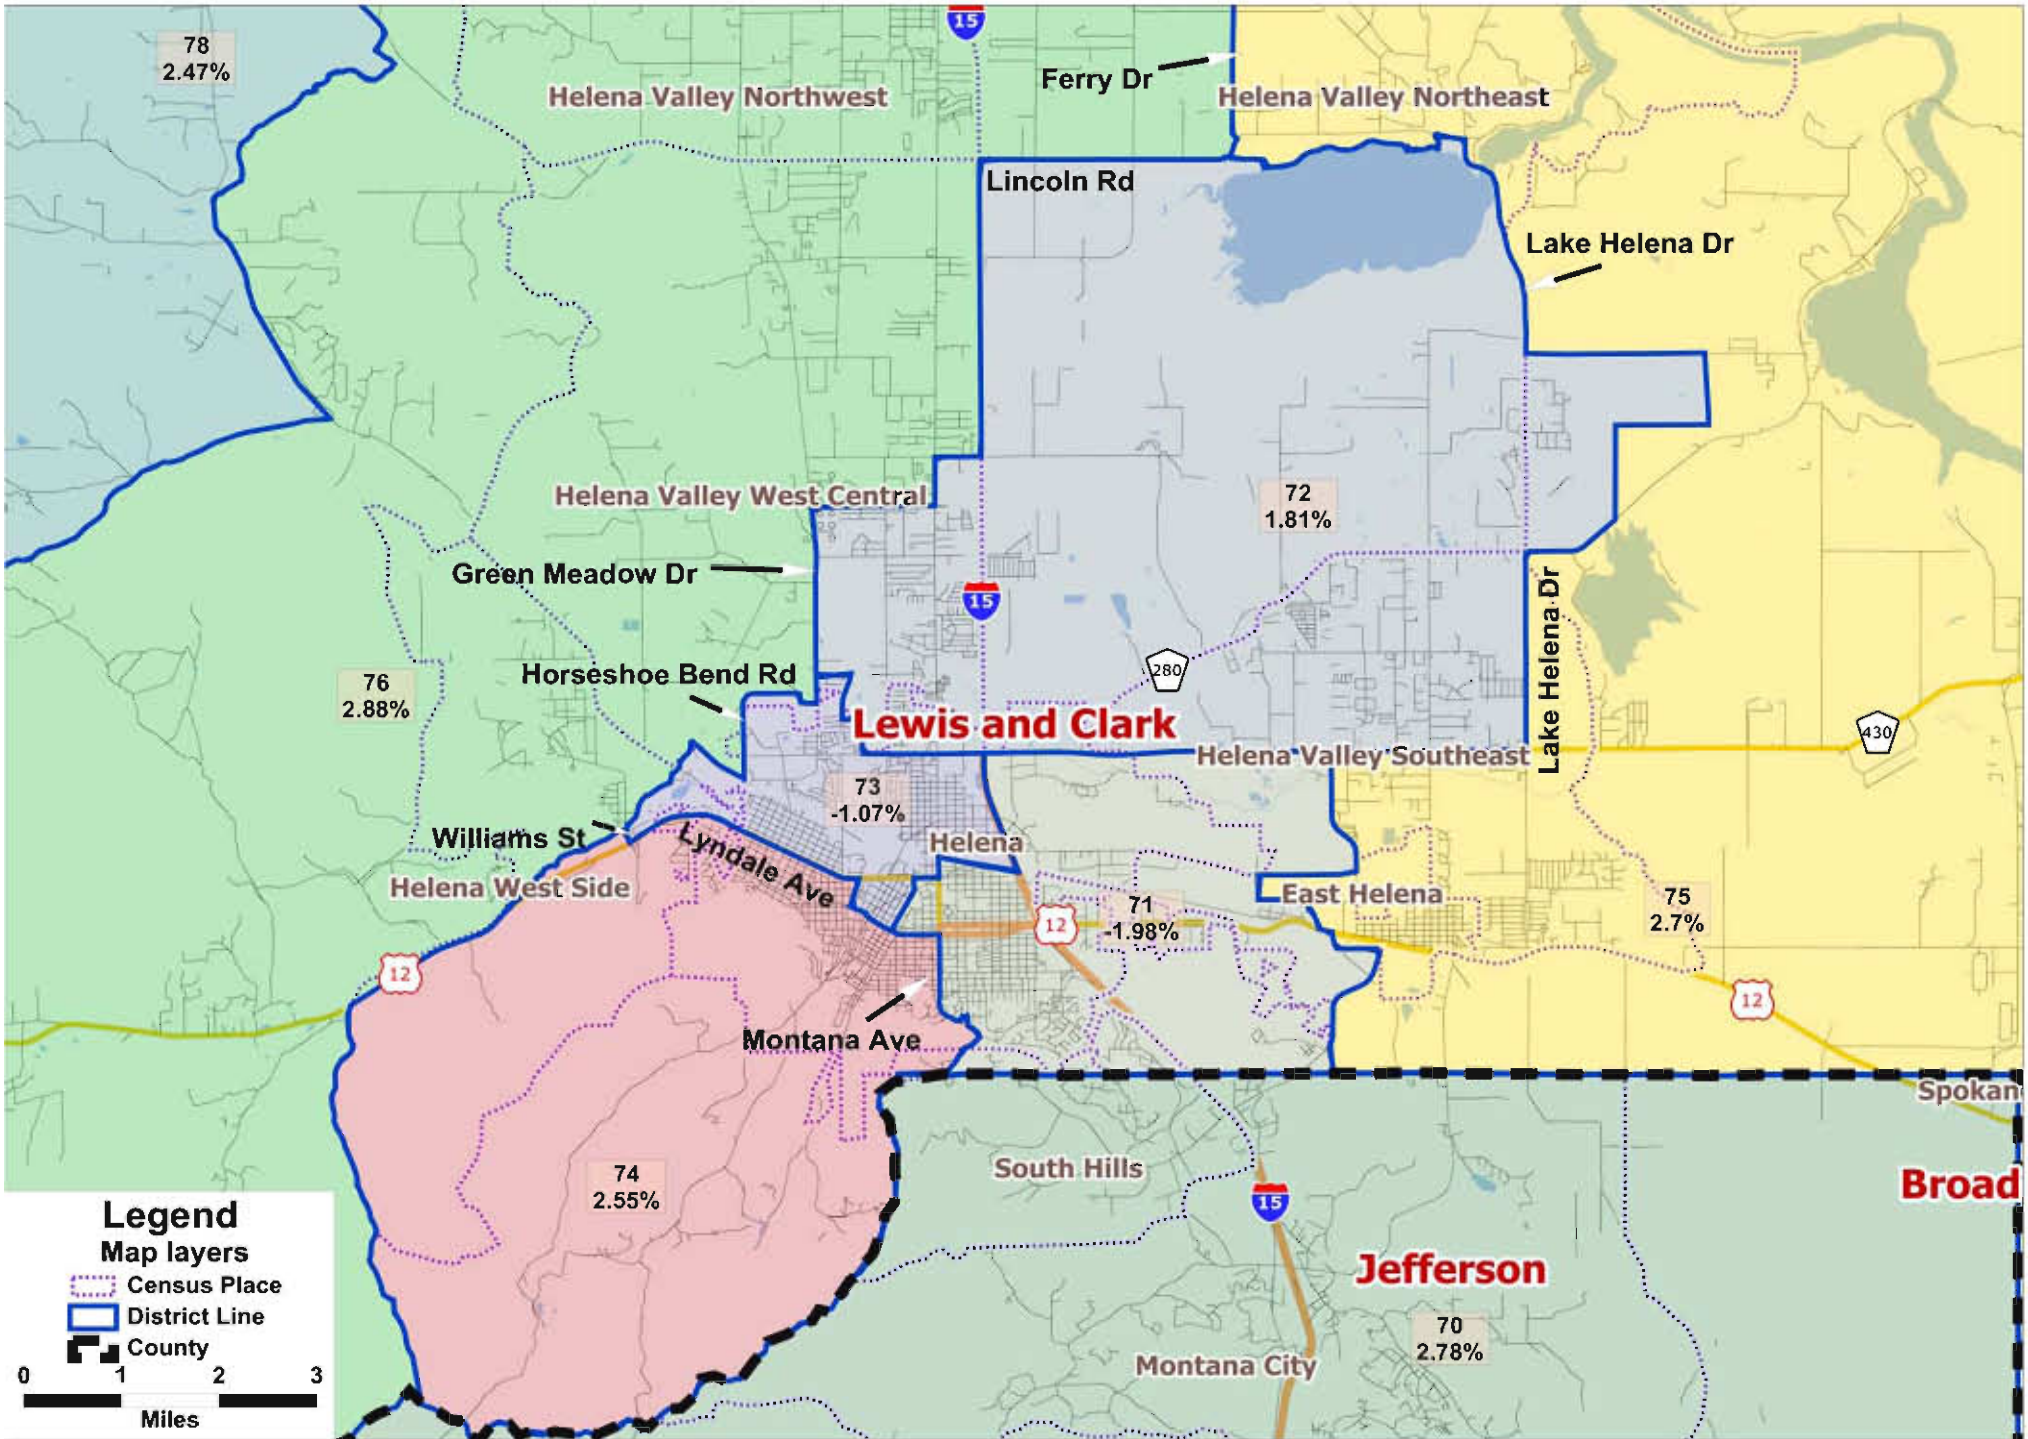 15
78
2.47%
Ferry Dr
Helena Valley Northwest
Helena Valley Northeast
Lincoln Rd
Lake Helena Dr
Helena Valley West Central
72
1.81%
Green Meadow Dr
15
Lake Helena Dr
280
Horseshoe Bend Rd
76
2.88%
Lewis and Clark
430
Helena Valley Southeast
73
-1.07%
Williams St
Lyndale Ave
Helena
Helena West Side
East Helena
75
2.7%
71
-1.98%
12
12
12
Montana Ave
Spokan
South Hills
74
2.55%
15
Broad
Legend
Map layers
Census Place
District Line
County
0 1 2 3
Miles
Jefferson
70
2.78%
Montana City